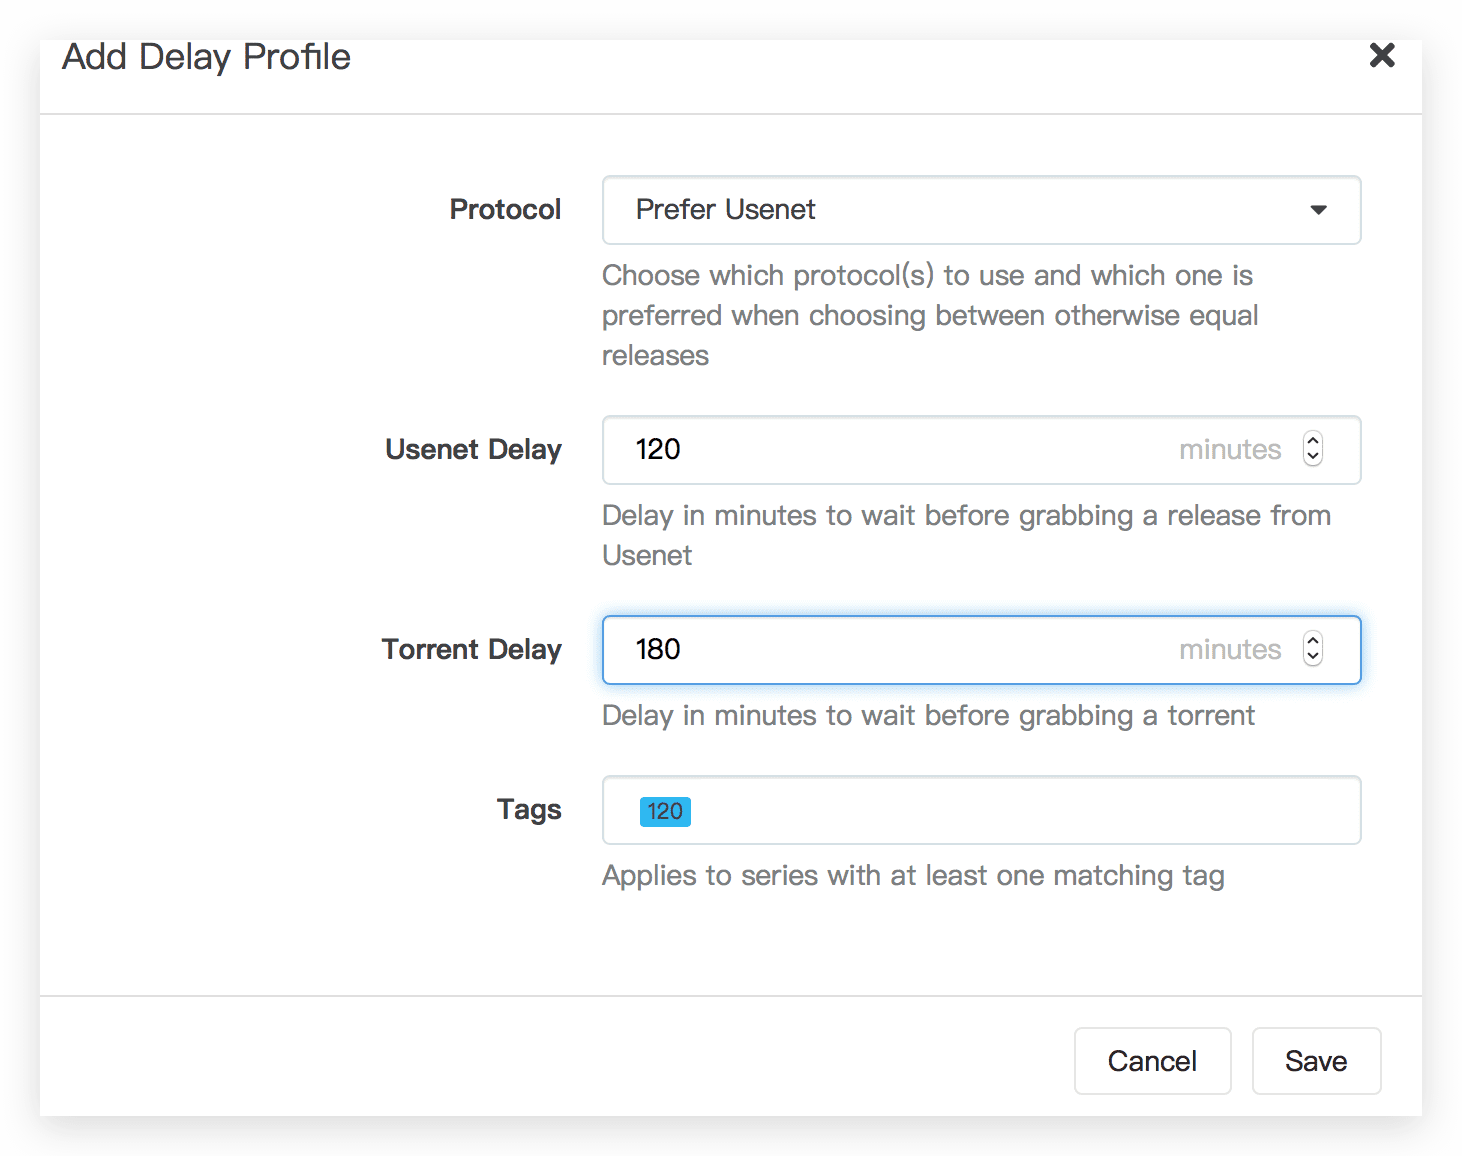 Add Delay Profile
Protocol
Prefer Usenet
Choose which protocol(s) to use and which one is
preferred when choosing between otherwise equal
releases
Usenet Delay
120
minutes
Delay in minutes to wait before grabbing a release from
Usenet
Torrent Delay
180
minutes
Delay in minutes to wait before grabbing a torrent
Tags
120
Applies to series with at least one matching tag
Cancel
Save